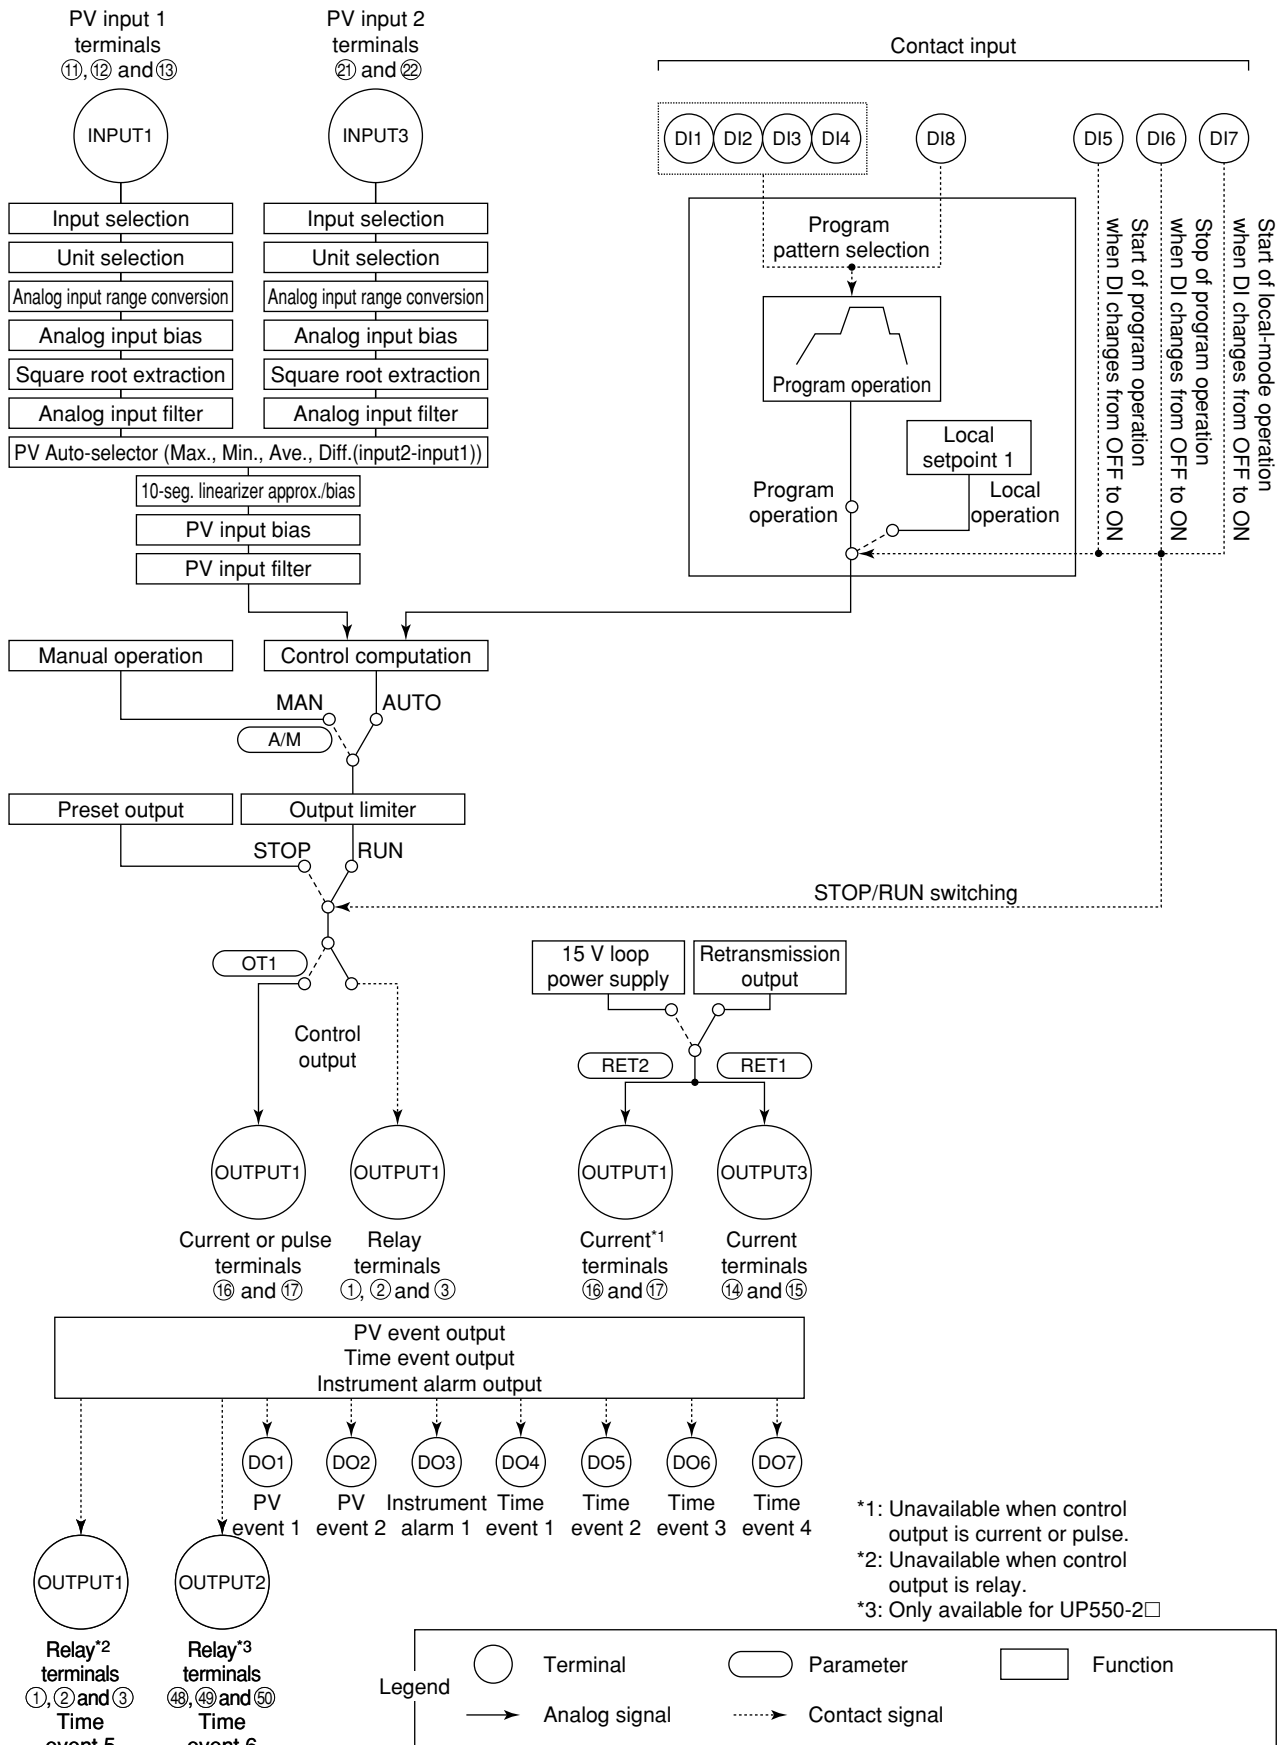 PV input 1
terminals
⑪, ⑫ and ⑬
PV input 2
terminals
㉑ and ㉒
Contact input
INPUT1
INPUT3
DI1
DI2
DI3
DI4
DI8
DI5
DI6
DI7
Input selection
Unit selection
Analog input range conversion
Analog input bias
Square root extraction
Analog input filter
Input selection
Unit selection
Analog input range conversion
Analog input bias
Square root extraction
Analog input filter
PV Auto-selector (Max., Min., Ave., Diff.(input2-input1))
10-seg. linearizer approx./bias
PV input bias
PV input filter
Program
pattern selection
Program operation
Local
setpoint 1
Program
operation
Local
operation
Start of program operation
when DI changes from OFF to ON
Stop of program operation
when DI changes from OFF to ON
Start of local-mode operation
when DI changes from OFF to ON
Manual operation
Control computation
MAN
AUTO
A/M
Preset output
Output limiter
STOP
RUN
STOP/RUN switching
OT1
Control
output
15 V loop
power supply
Retransmission
output
RET2
RET1
OUTPUT1
OUTPUT1
OUTPUT1
OUTPUT3
Current or pulse
terminals
⑯ and ⑰
Relay
terminals
①, ② and ③
Current*1
terminals
⑯ and ⑰
Current
terminals
⑭ and ⑮
PV event output
Time event output
Instrument alarm output
DO1
DO2
DO3
DO4
DO5
DO6
DO7
PV
event 1
PV
event 2
Instrument
alarm 1
Time
event 1
Time
event 2
Time
event 3
Time
event 4
OUTPUT1
OUTPUT2
Relay*2
terminals
①, ② and ③
Time
event 5
Relay*3
terminals
㊽, ㊾ and ㊿
Time
event 6
*1: Unavailable when control
output is current or pulse.
*2: Unavailable when control
output is relay.
*3: Only available for UP550-2□
Legend
Terminal
Parameter
Function
Analog signal
Contact signal